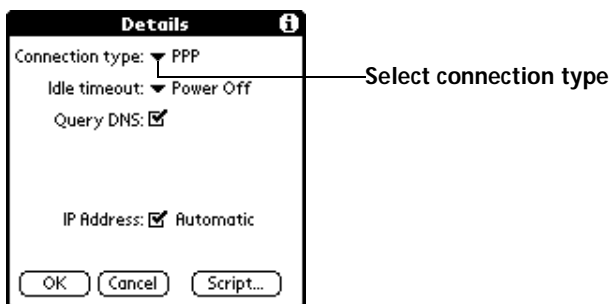 Details
Connection type: PPP
Select connection type
Idle timeout: Power Off
Query DNS:
IP Address: Automatic
OK Cancel Script...